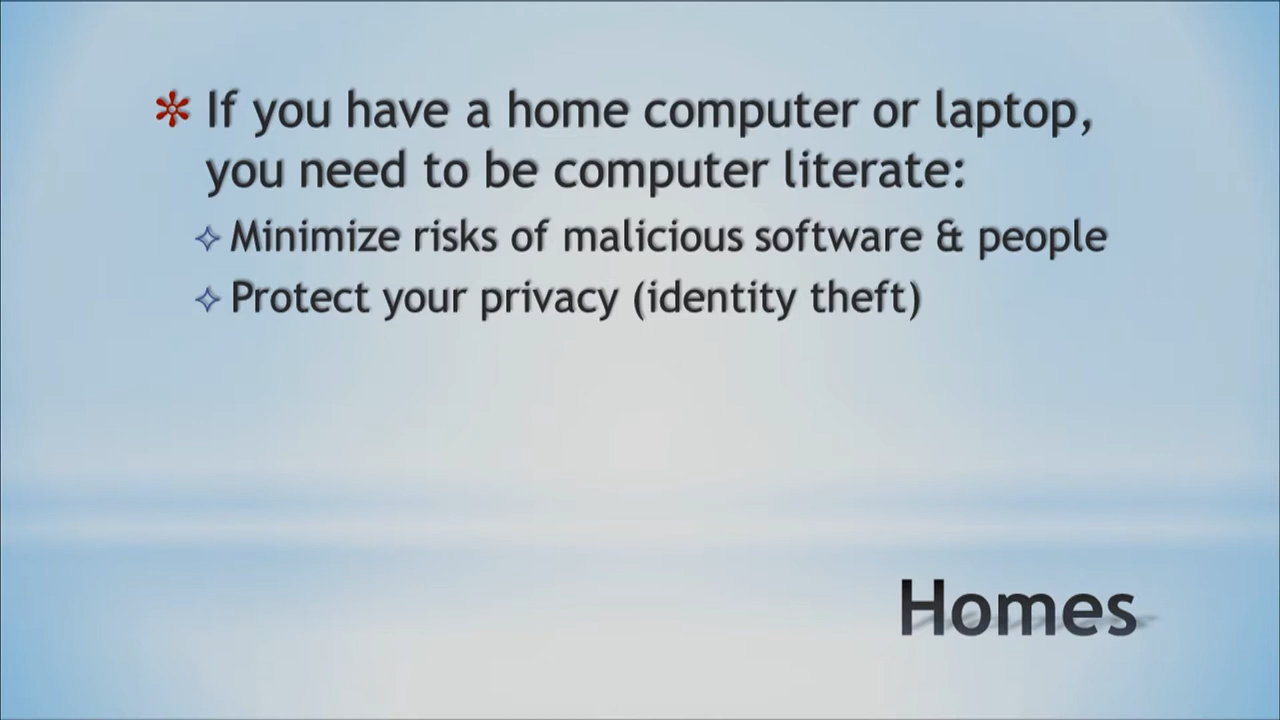 If you have a home computer or laptop,
you need to be computer literate:
Minimize risks of malicious software & people
Protect your privacy (identity theft)
Homes